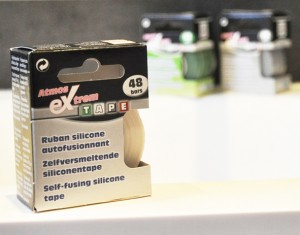 Atmos
eXtrem
TAPE
48
bars
Ruban silicone
autofusionnant
Zelfversmeltende
siliconentape
Self-fusing silicone
tape